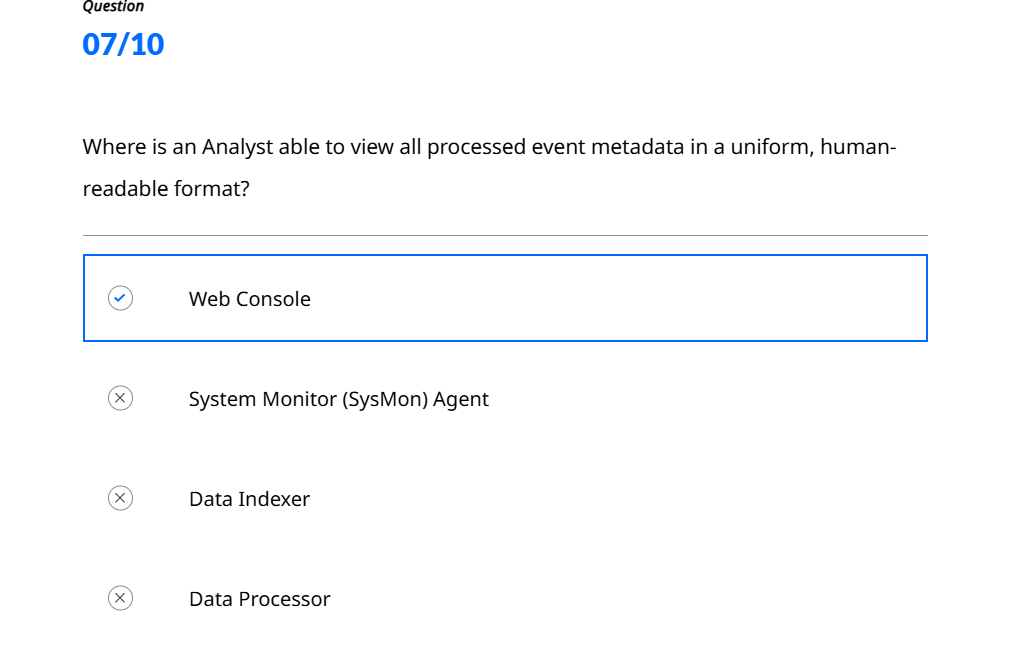 Question
07/10
Where is an Analyst able to view all processed event metadata in a uniform, human-
readable format?
Web Console
System Monitor (SysMon) Agent
Data Indexer
Data Processor